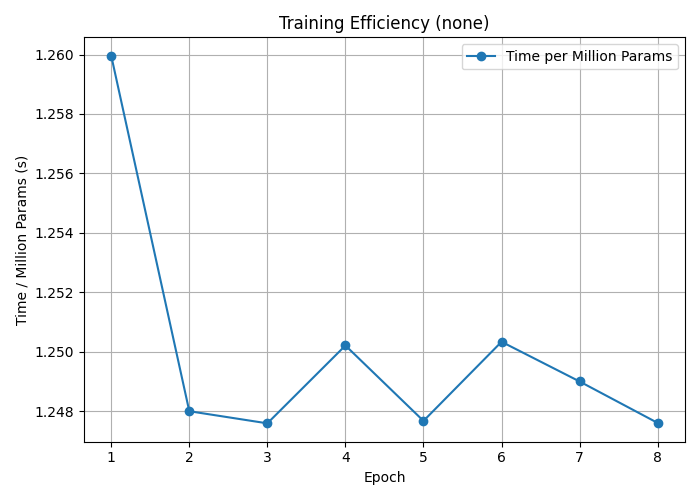 Training Efficiency (none)
Time per Million Params
Time / Million Params (s)
1.260
1.258
1.256
1.254
1.252
1.250
1.248
1 2 3 4 5 6 7 8
Epoch